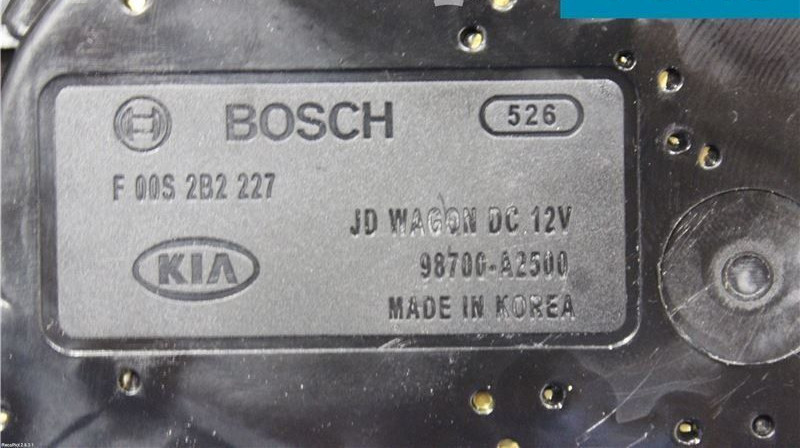 BOSCH 526
F 00S 2B2 227
JD WAGON DC 12V
KIA 98700-A2500
MADE IN KOREA